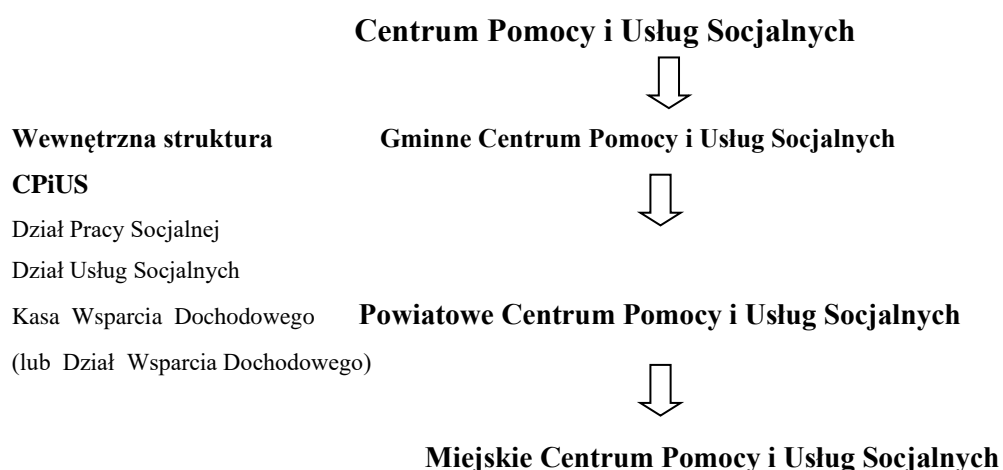 Centrum Pomocy i Usług Socjalnych
Wewnętrzna struktura
CPiUS
Gminne Centrum Pomocy i Usług Socjalnych
Dział Pracy Socjalnej
Dział Usług Socjalnych
Kasa Wsparcia Dochodowego
(lub Dział Wsparcia Dochodowego)
Powiatowe Centrum Pomocy i Usług Socjalnych
Miejskie Centrum Pomocy i Usług Socjalnych